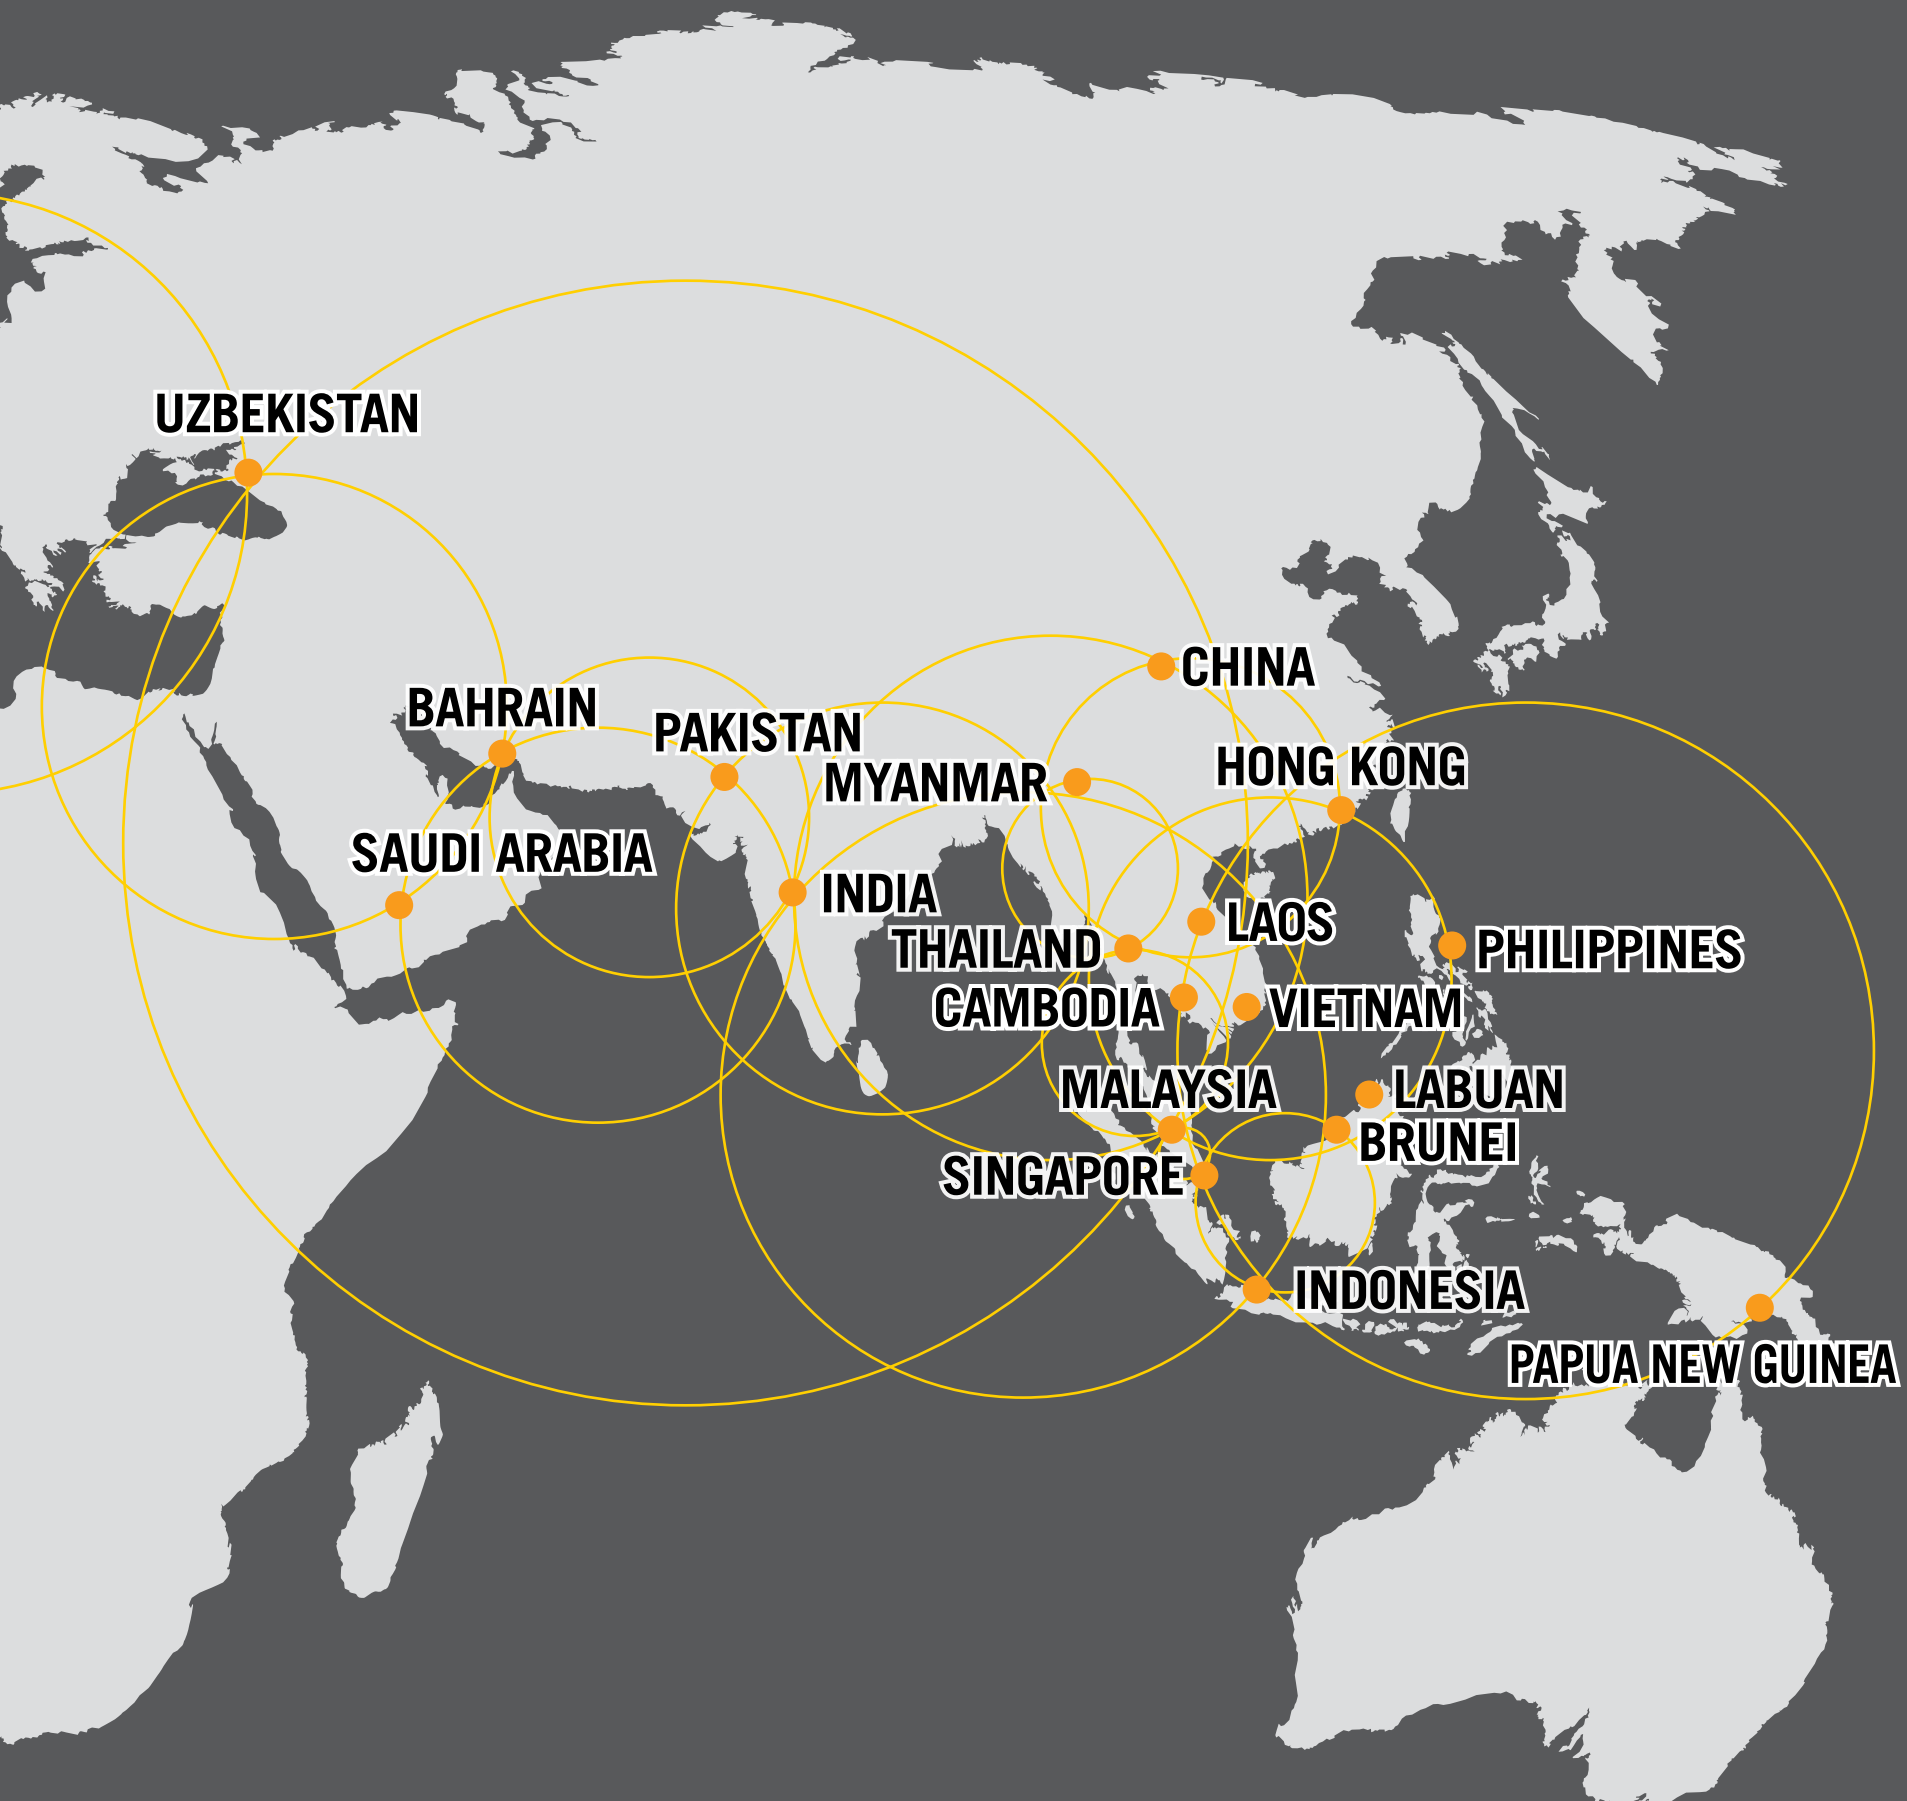 UZBEKISTAN
CHINA
BAHRAIN
PAKISTAN
HONG KONG
MYANMAR
SAUDI ARABIA
INDIA
LAOS
THAILAND
PHILIPPINES
CAMBODIA
VIETNAM
MALAYSIA
LABUAN
BRUNEI
SINGAPORE
INDONESIA
PAPUA NEW GUINEA